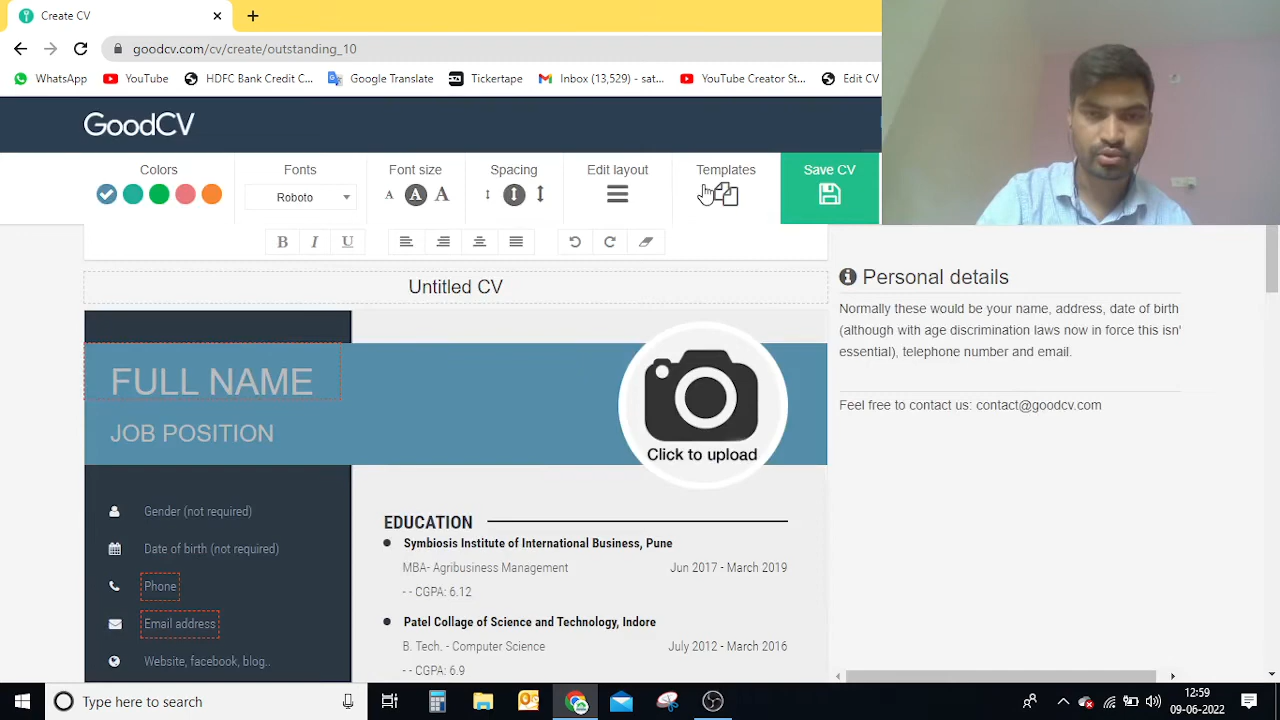 Create CV
goodcv.com/cv/create/outstanding_10
WhatsApp
YouTube
HDFC Bank Credit C...
Google Translate
Tickertape
Inbox (13,529) - sat...
YouTube Creator St...
Edit CV
GoodCV
Colors
Fonts
Font size
Spacing
Edit layout
Templates
Save CV
Roboto
A A A
B I U
Untitled CV
FULL NAME
JOB POSITION
Click to upload
Gender (not required)
Date of birth (not required)
Phone
Email address
Website, facebook, blog..
EDUCATION
Symbiosis Institute of International Business, Pune
MBA- Agribusiness Management Jun 2017 - March 2019
- - CGPA: 6.12
Patel Collage of Science and Technology, Indore
B. Tech. - Computer Science July 2012 - March 2016
- - CGPA: 6.9
Personal details
Normally these would be your name, address, date of birth
(although with age discrimination laws now in force this isn'
essential), telephone number and email.
Feel free to contact us: contact@goodcv.com
Type here to search
12:59
09-06-2022